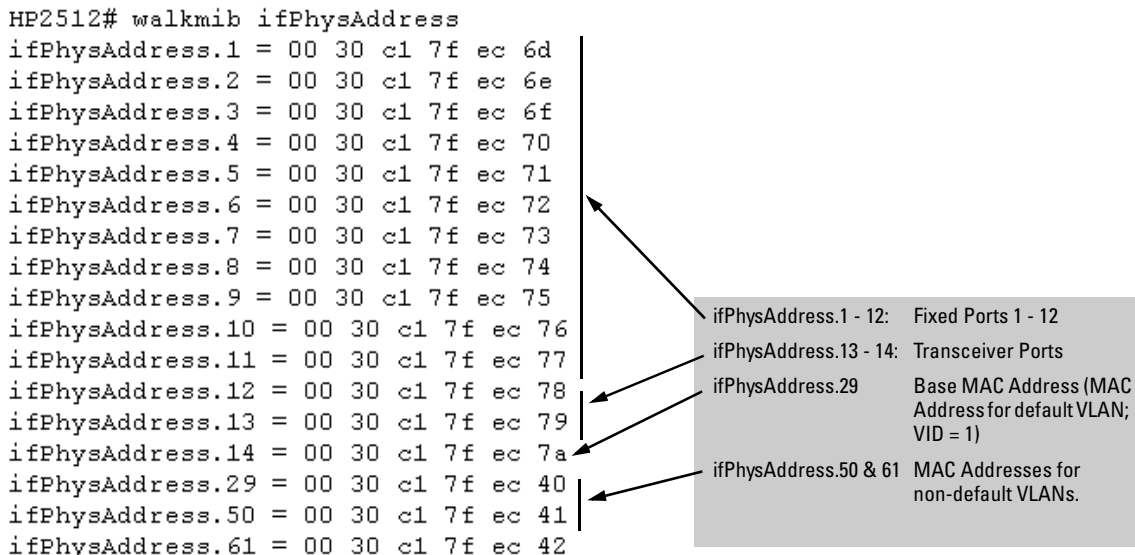 HP2512# walkmib ifPhysAddress
ifPhysAddress.1 = 00 30 c1 7f ec 6d
ifPhysAddress.2 = 00 30 c1 7f ec 6e
ifPhysAddress.3 = 00 30 c1 7f ec 6f
ifPhysAddress.4 = 00 30 c1 7f ec 70
ifPhysAddress.5 = 00 30 c1 7f ec 71
ifPhysAddress.6 = 00 30 c1 7f ec 72
ifPhysAddress.7 = 00 30 c1 7f ec 73
ifPhysAddress.8 = 00 30 c1 7f ec 74
ifPhysAddress.9 = 00 30 c1 7f ec 75
ifPhysAddress.10 = 00 30 c1 7f ec 76
ifPhysAddress.11 = 00 30 c1 7f ec 77
ifPhysAddress.12 = 00 30 c1 7f ec 78
ifPhysAddress.13 = 00 30 c1 7f ec 79
ifPhysAddress.14 = 00 30 c1 7f ec 7a
ifPhysAddress.29 = 00 30 c1 7f ec 40
ifPhysAddress.50 = 00 30 c1 7f ec 41
ifPhysAddress.61 = 00 30 c1 7f ec 42
ifPhysAddress.1 - 12: Fixed Ports 1 - 12
ifPhysAddress.13 - 14: Transceiver Ports
ifPhysAddress.29 Base MAC Address (MAC
Address for default VLAN;
VID = 1)
ifPhysAddress.50 & 61 MAC Addresses for
non-default VLANs.